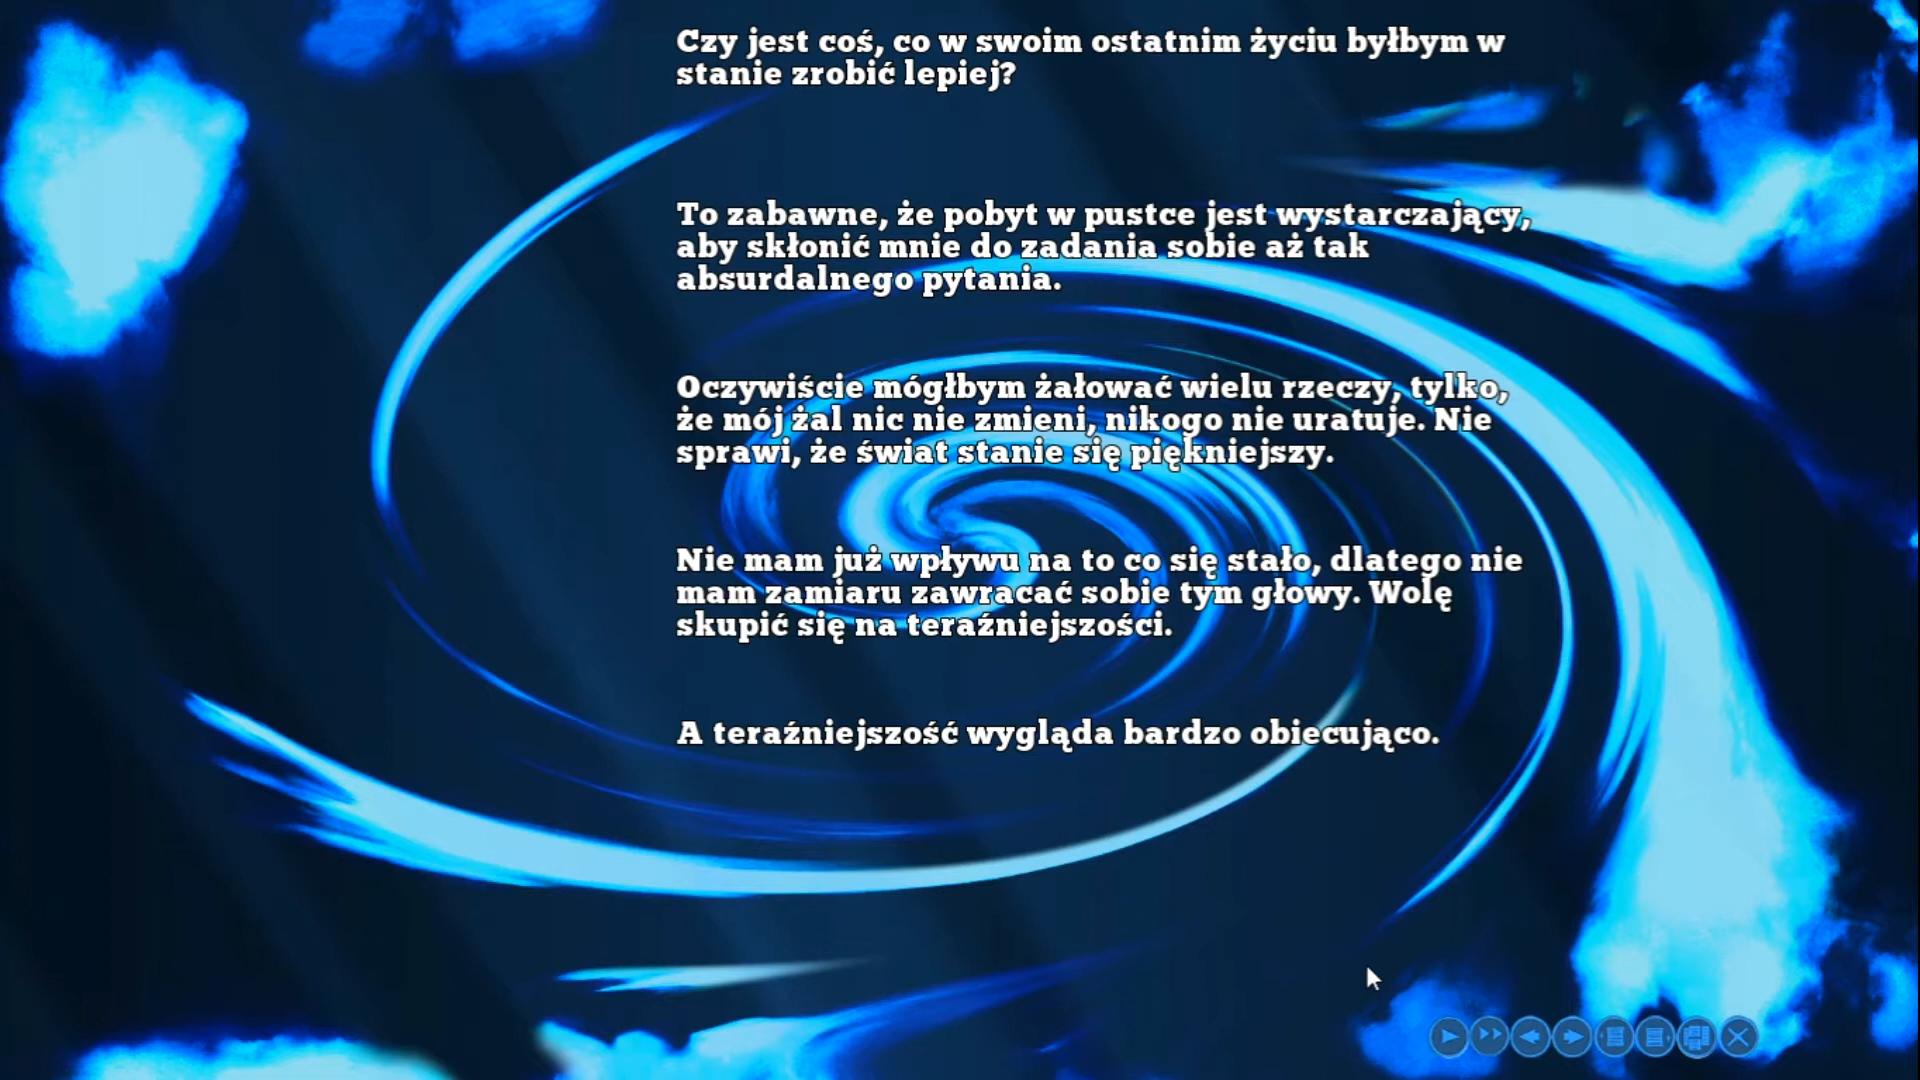 Czy jest coś, co w swoim ostatnim życiu byłbym w
stanie zrobić lepiej?
To zabawne, że pobyt w pustce jest wystarczający,
aby skłonić mnie do zadania sobie aż tak
absurdalnego pytania.
Oczywiście mógłbym żałować wielu rzeczy, tylko,
że mój żal nic nie zmieni, nikogo nie uratuje. Nie
sprawi, że świat stanie się piękniejszy.
Nie mam już wpływu na to co się stało, dlatego nie
mam zamiaru zawracać sobie tym głowy. Wolę
skupić się na teraźniejszości.
A teraźniejszość wygląda bardzo obiecująco.